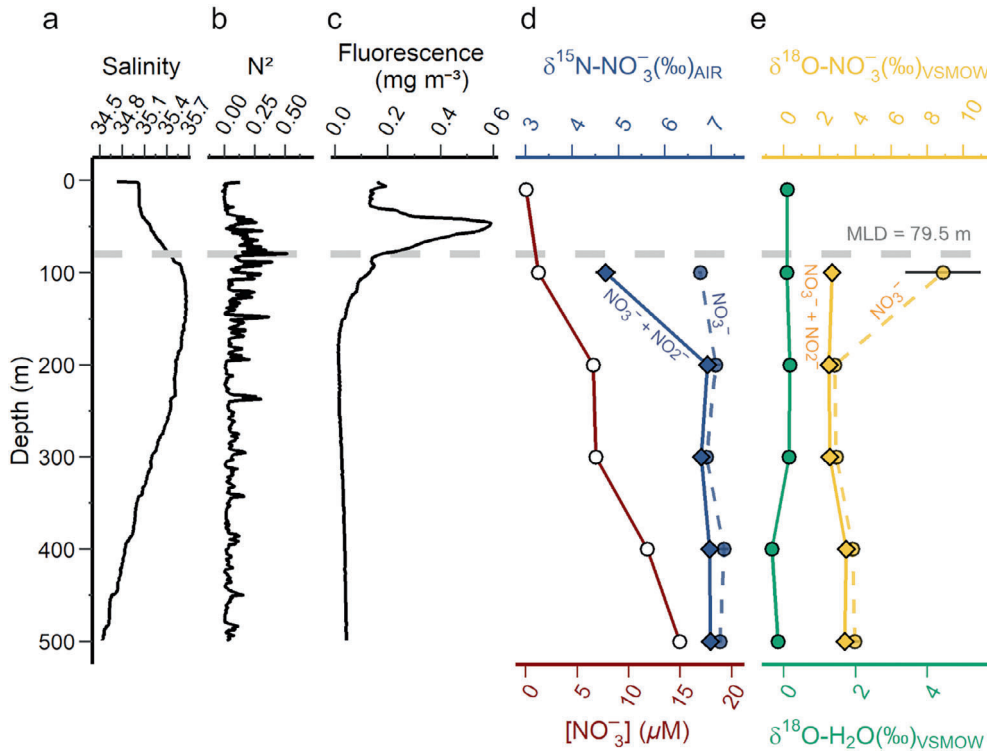 a
b
c
d
e
Salinity
N²
Fluorescence
(mg m⁻³)
δ¹⁵N-NO₃⁻(‰)AIR
δ¹⁸O-NO₃⁻(‰)VSMOW
34.5 34.8 35.1 35.4 35.7
0.00 0.25 0.50
0.0 0.2 0.4 0.6
3 5 6 7
0 2 4 6 8 10
Depth (m)
0
100
200
300
400
500
MLD = 79.5 m
NO₃⁻ + NO₂⁻
NO₃⁻
NO₃⁻ + NO2⁻
NO₃⁻
0 5 10 15 20
[NO₃⁻] (µM)
0 2 4
δ¹⁸O-H₂O(‰)VSMOW